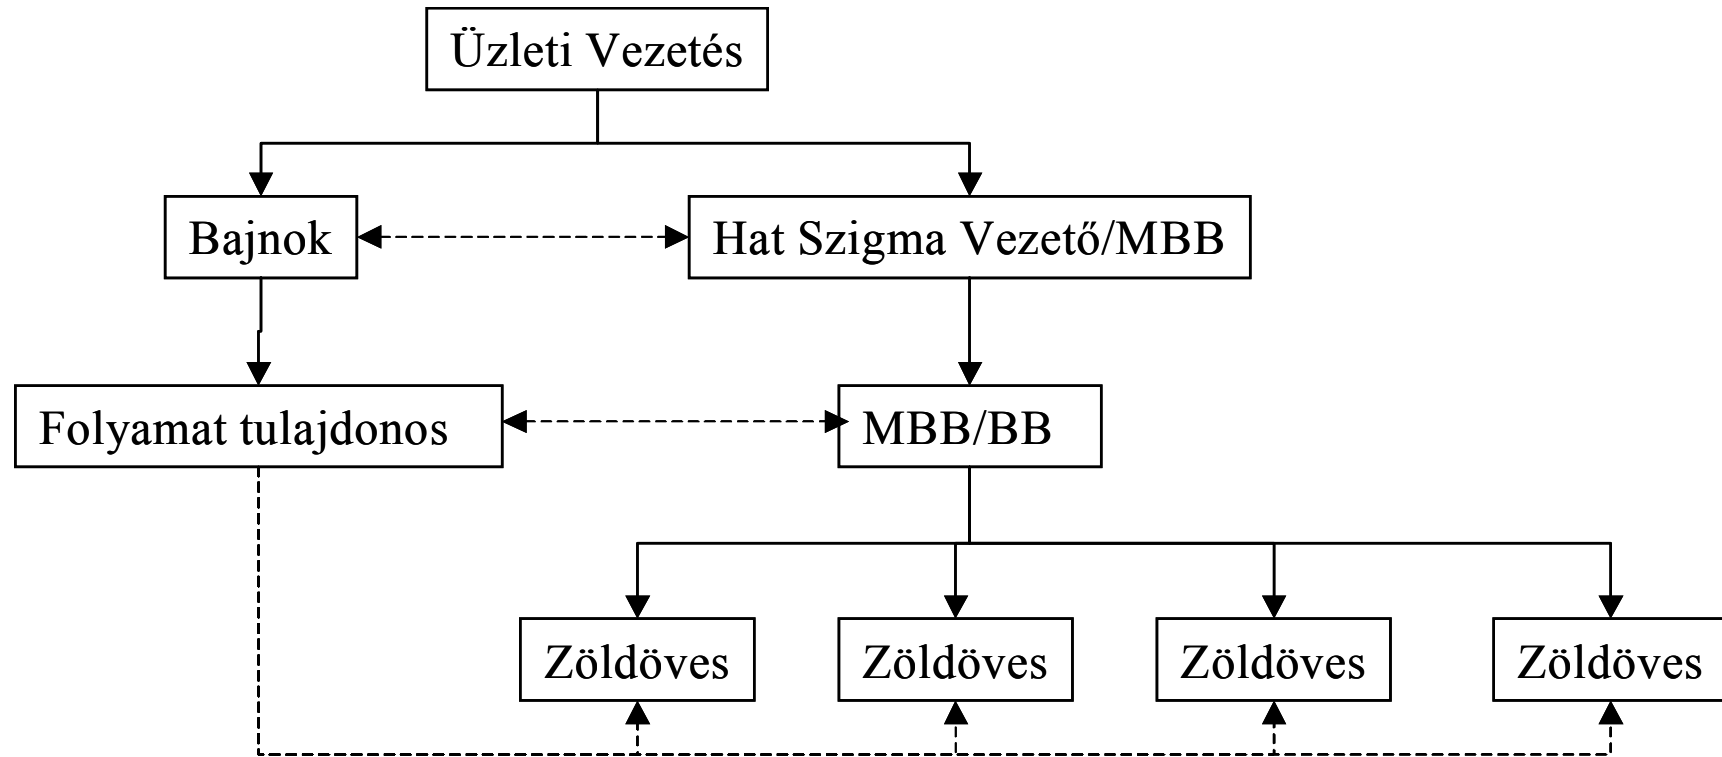 Üzleti Vezetés
Bajnok
Hat Szigma Vezető/MBB
Folyamat tulajdonos
MBB/BB
Zöldöves
Zöldöves
Zöldöves
Zöldöves